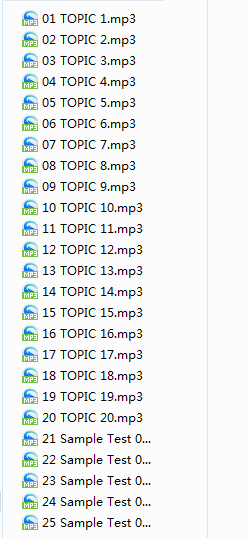 01 TOPIC 1.mp3
02 TOPIC 2.mp3
03 TOPIC 3.mp3
04 TOPIC 4.mp3
05 TOPIC 5.mp3
06 TOPIC 6.mp3
07 TOPIC 7.mp3
08 TOPIC 8.mp3
09 TOPIC 9.mp3
10 TOPIC 10.mp3
11 TOPIC 11.mp3
12 TOPIC 12.mp3
13 TOPIC 13.mp3
14 TOPIC 14.mp3
15 TOPIC 15.mp3
16 TOPIC 16.mp3
17 TOPIC 17.mp3
18 TOPIC 18.mp3
19 TOPIC 19.mp3
20 TOPIC 20.mp3
21 Sample Test 0...
22 Sample Test 0...
23 Sample Test 0...
24 Sample Test 0...
25 Sample Test 0...